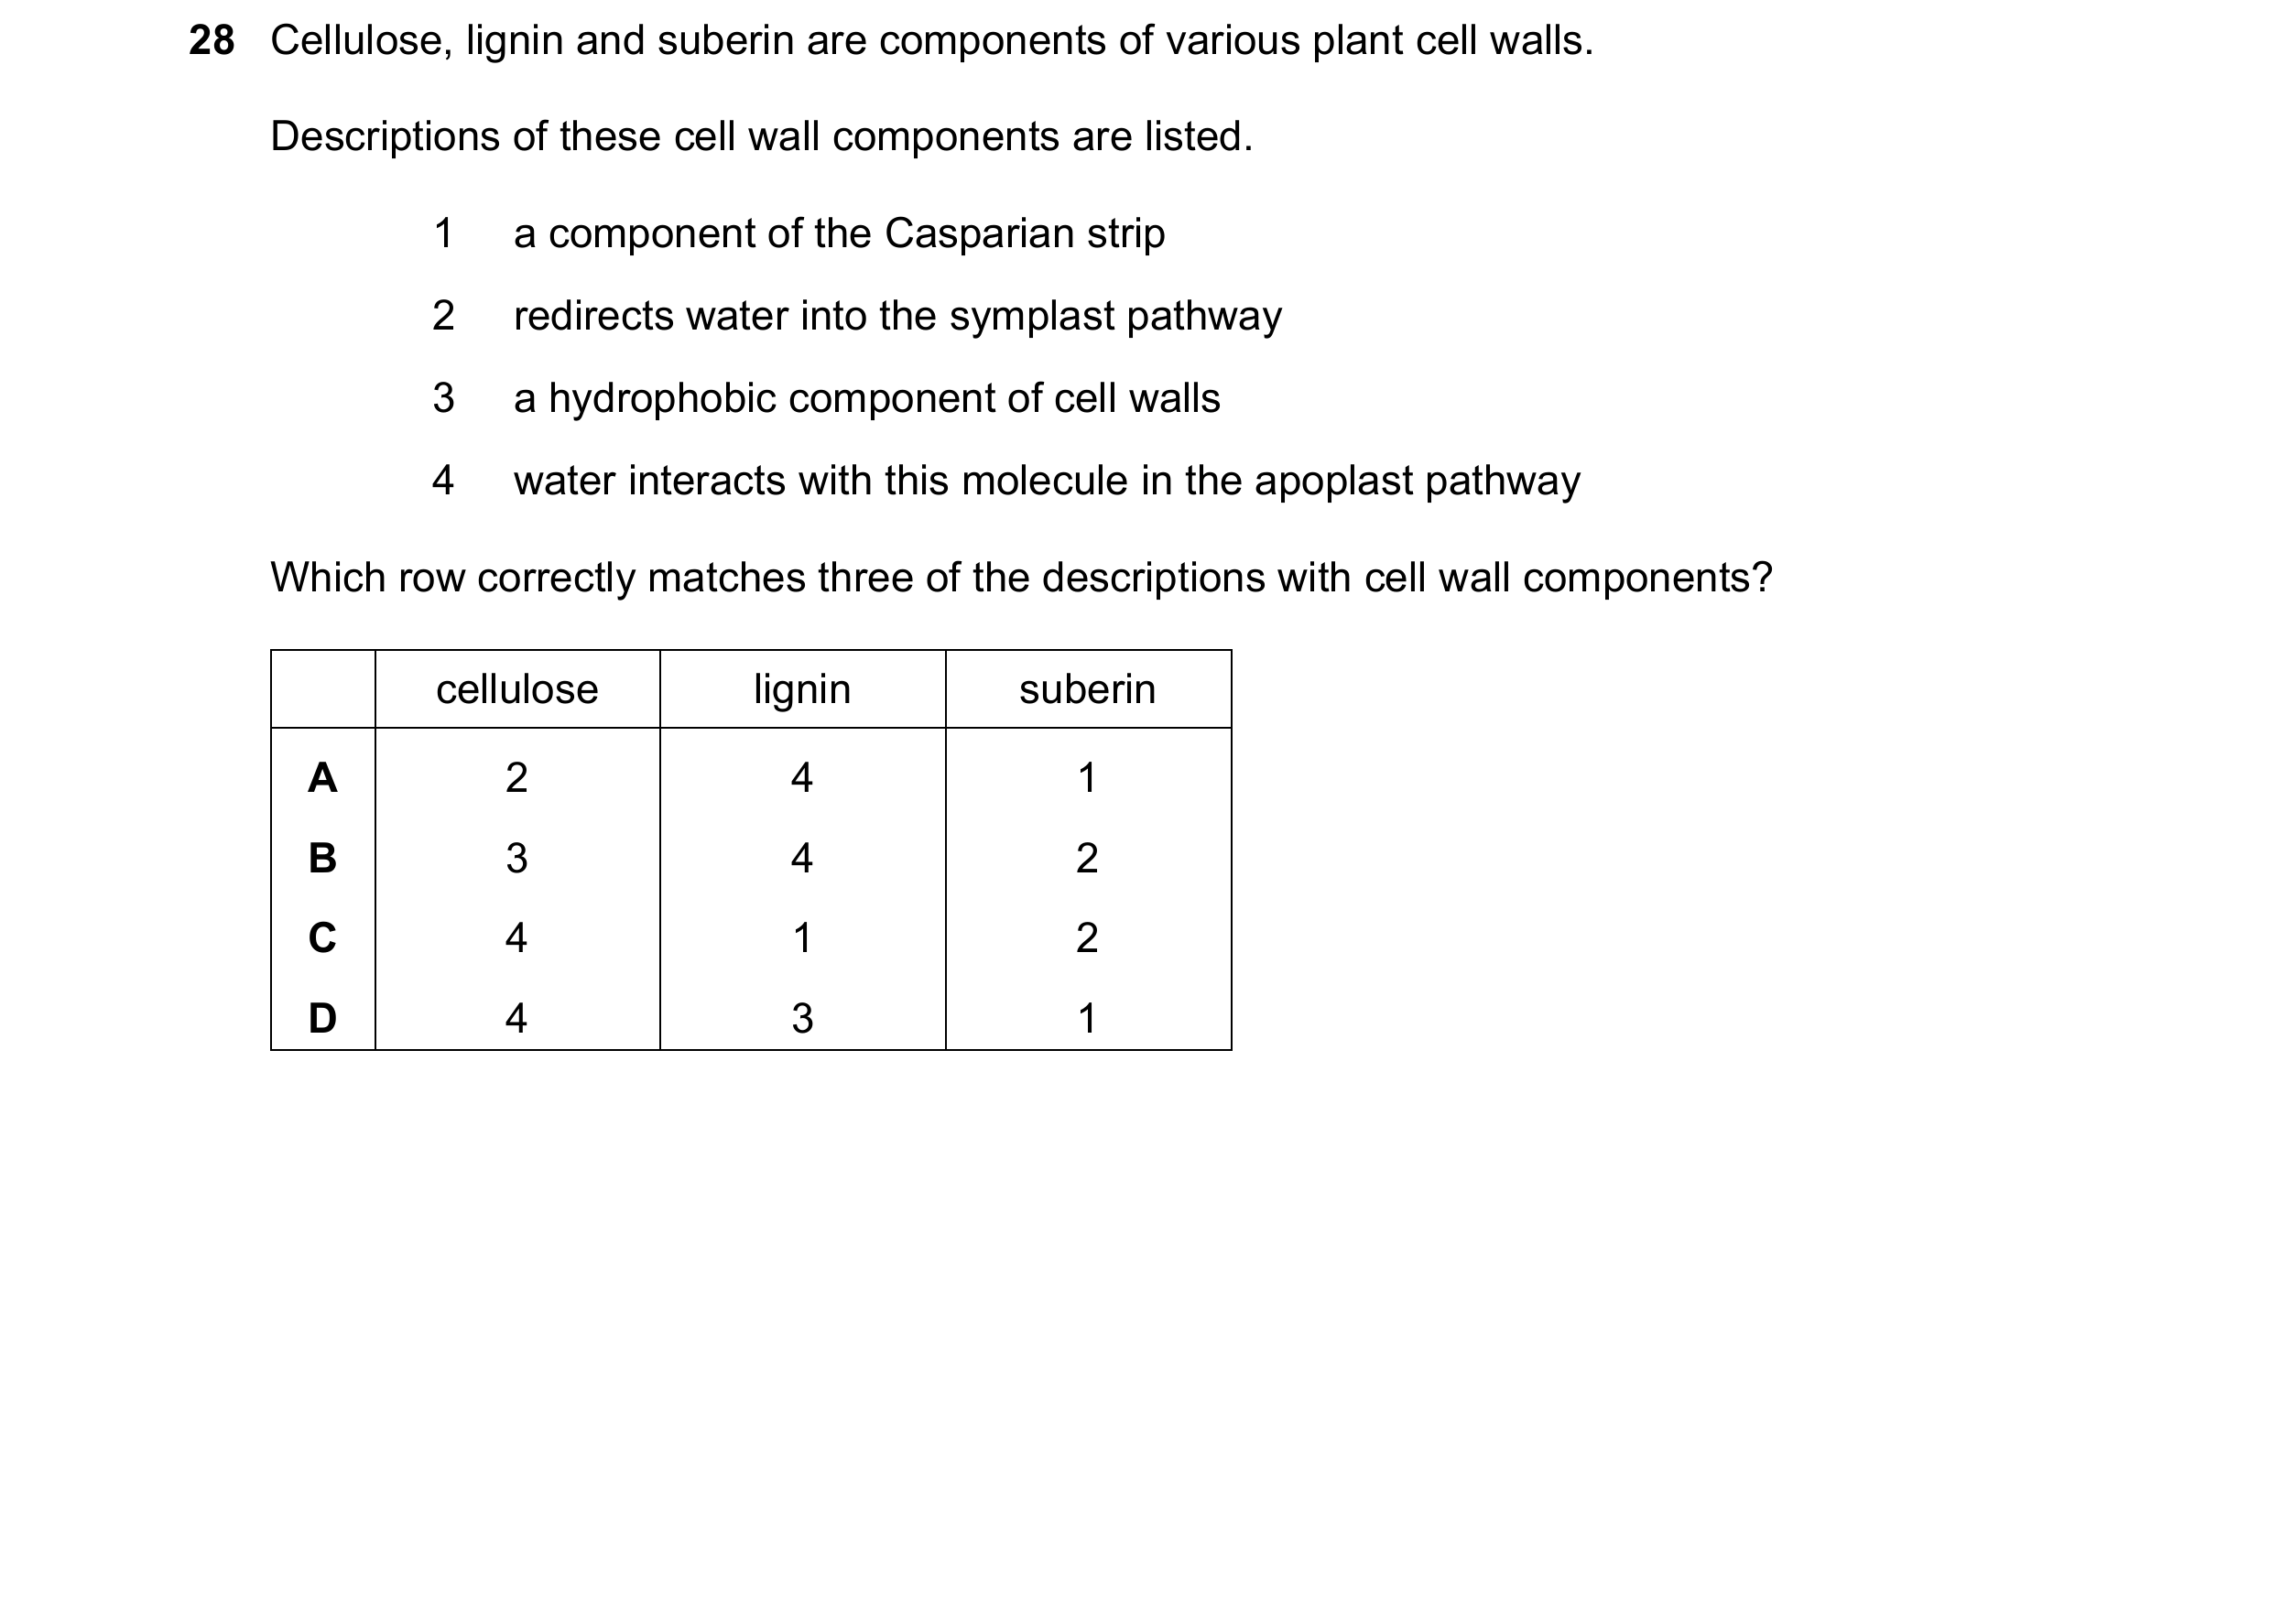 28 Cellulose, lignin and suberin are components of various plant cell walls.
Descriptions of these cell wall components are listed.
1 a component of the Casparian strip
2 redirects water into the symplast pathway
3 a hydrophobic component of cell walls
4 water interacts with this molecule in the apoplast pathway
Which row correctly matches three of the descriptions with cell wall components?
cellulose lignin suberin
A 2 4 1
B 3 4 2
C 4 1 2
D 4 3 1